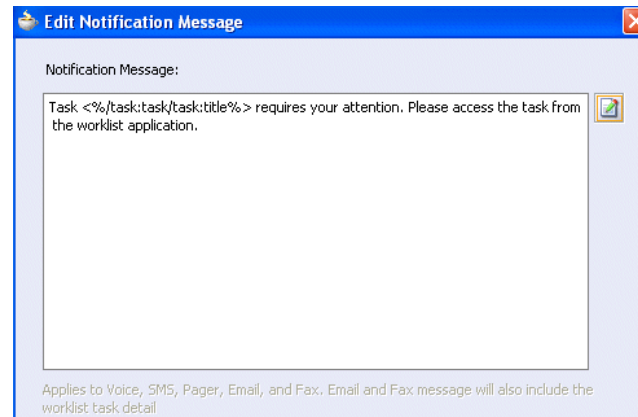 Edit Notification Message
Notification Message:
Task <%/task:task/task:title%> requires your attention. Please access the task from
the worklist application.
Applies to Voice, SMS, Pager, Email, and Fax. Email and Fax message will also include the
worklist task detail